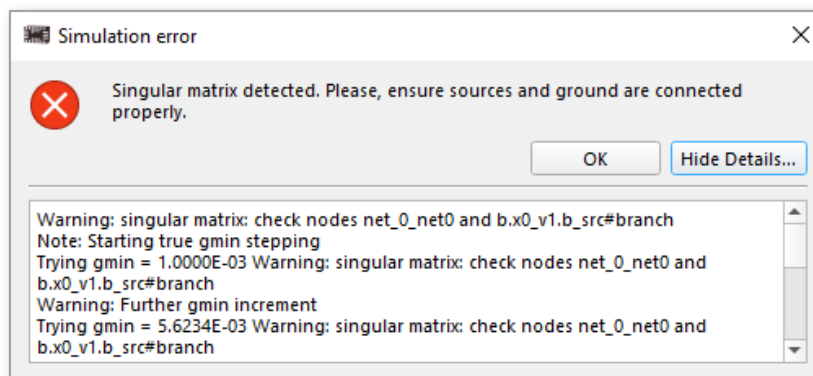 Simulation error
Singular matrix detected. Please, ensure sources and ground are connected
properly.
OK
Hide Details...
Warning: singular matrix: check nodes net_0_net0 and b.x0_v1.b_src#branch
Note: Starting true gmin stepping
Trying gmin = 1.0000E-03 Warning: singular matrix: check nodes net_0_net0 and
b.x0_v1.b_src#branch
Warning: Further gmin increment
Trying gmin = 5.6234E-03 Warning: singular matrix: check nodes net_0_net0 and
b.x0_v1.b_src#branch